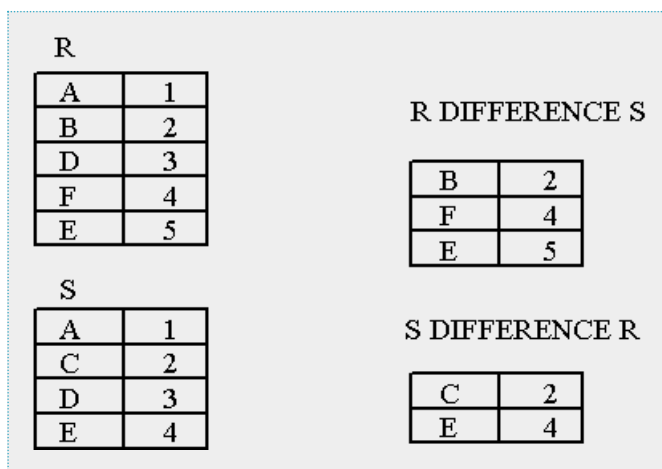 R
A 1
B 2
D 3
F 4
E 5
S
A 1
C 2
D 3
E 4
R DIFFERENCE S
B 2
F 4
E 5
S DIFFERENCE R
C 2
E 4